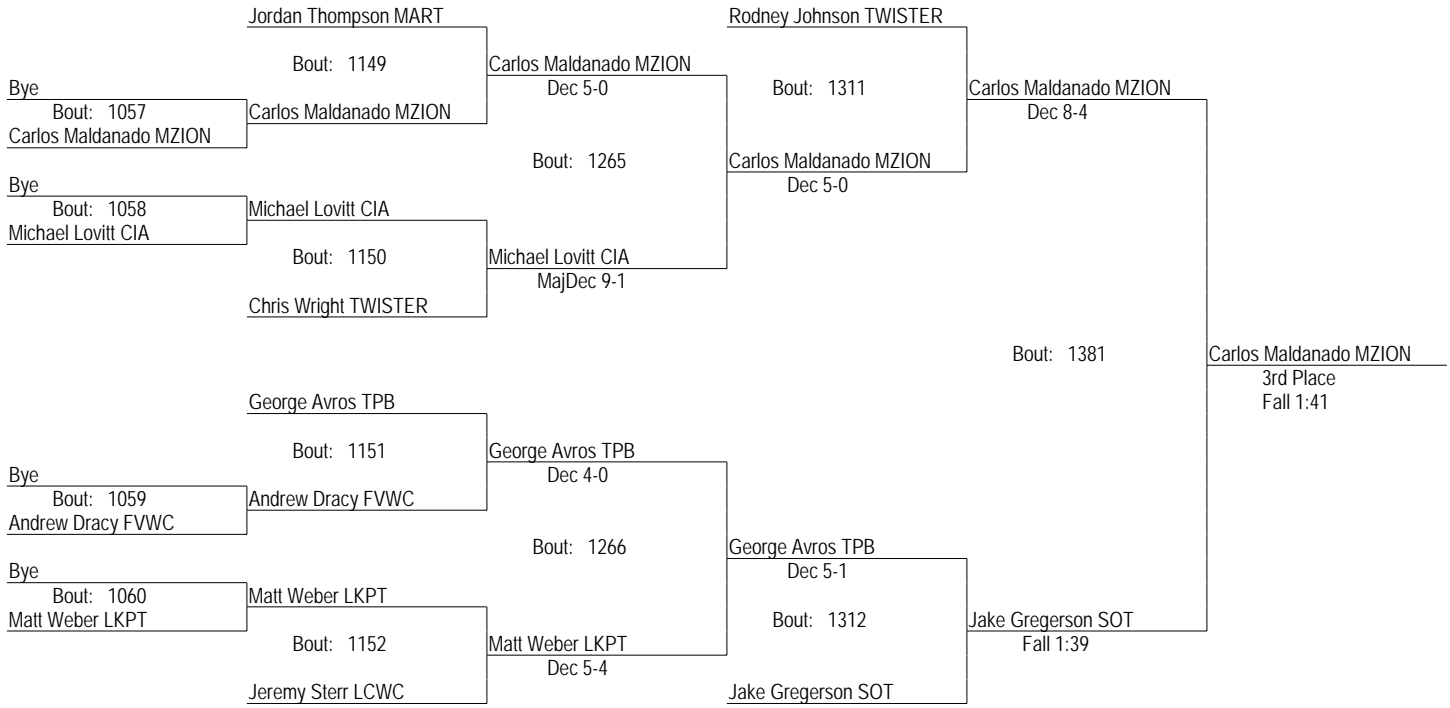 Jordan Thompson MART
Rodney Johnson TWISTER
Bout: 1149
Carlos Maldanado MZION
Dec 5-0
Bye
Bout: 1311
Carlos Maldanado MZION
Bout: 1057
Carlos Maldanado MZION
Dec 8-4
Carlos Maldanado MZION
Bout: 1265
Carlos Maldanado MZION
Bye
Dec 5-0
Bout: 1058
Michael Lovitt CIA
Michael Lovitt CIA
Bout: 1150
Michael Lovitt CIA
MajDec 9-1
Chris Wright TWISTER
Bout: 1381
Carlos Maldanado MZION
3rd Place
Fall 1:41
George Avros TPB
Bout: 1151
George Avros TPB
Dec 4-0
Bye
Bout: 1059
Andrew Dracy FVWC
Andrew Dracy FVWC
Bout: 1266
George Avros TPB
Bye
Dec 5-1
Bout: 1060
Matt Weber LKPT
Matt Weber LKPT
Bout: 1312
Jake Gregerson SOT
Bout: 1152
Matt Weber LKPT
Fall 1:39
Dec 5-4
Jeremy Sterr LCWC
Jake Gregerson SOT